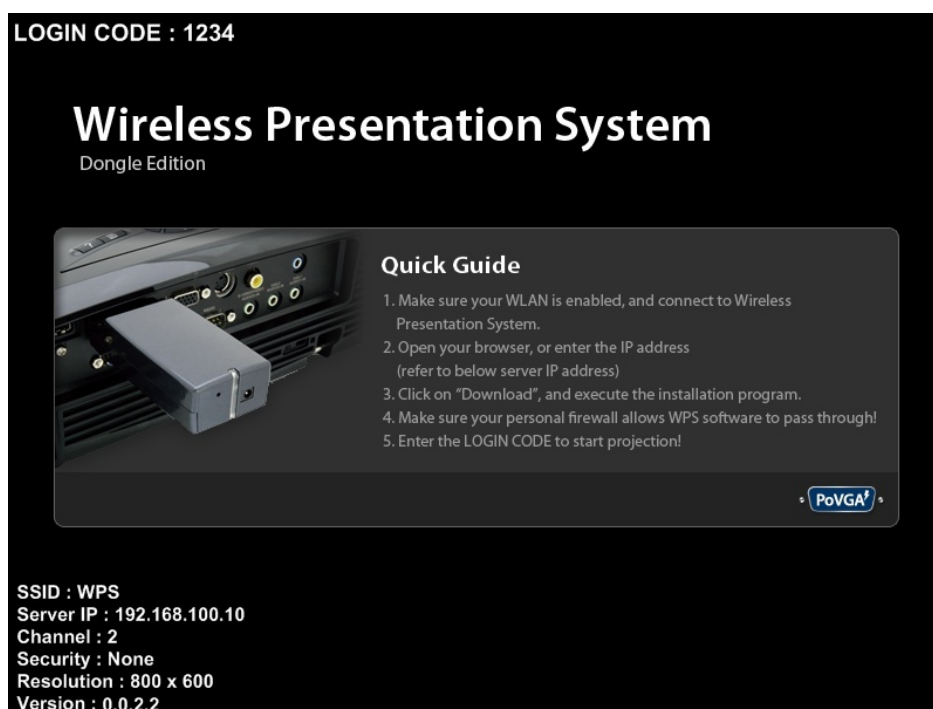 LOGIN CODE : 1234
Wireless Presentation System
Dongle Edition
Quick Guide
1. Make sure your WLAN is enabled, and connect to Wireless
Presentation System.
2. Open your browser, or enter the IP address
(refer to below server IP address)
3. Click on “Download”, and execute the installation program.
4. Make sure your personal firewall allows WPS software to pass through!
5. Enter the LOGIN CODE to start projection!
PoVGA
SSID : WPS
Server IP : 192.168.100.10
Channel : 2
Security : None
Resolution : 800 x 600
Version : 0.0.2.2